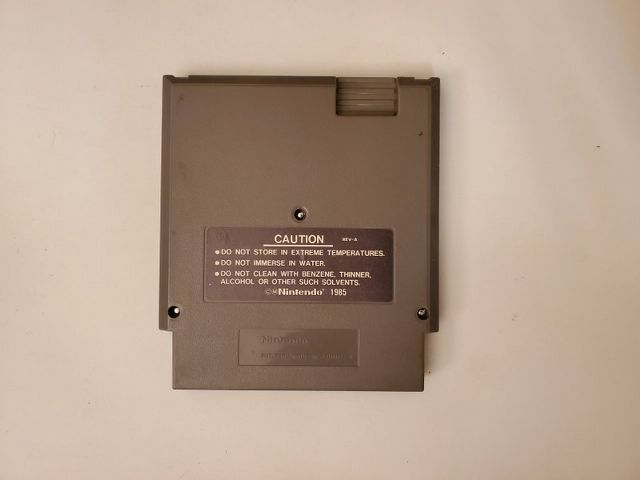 CAUTION REV-A
● DO NOT STORE IN EXTREME TEMPERATURES.
● DO NOT IMMERSE IN WATER.
● DO NOT CLEAN WITH BENZENE, THINNER,
ALCOHOL OR OTHER SUCH SOLVENTS.
©®Nintendo® 1985
Nintendo